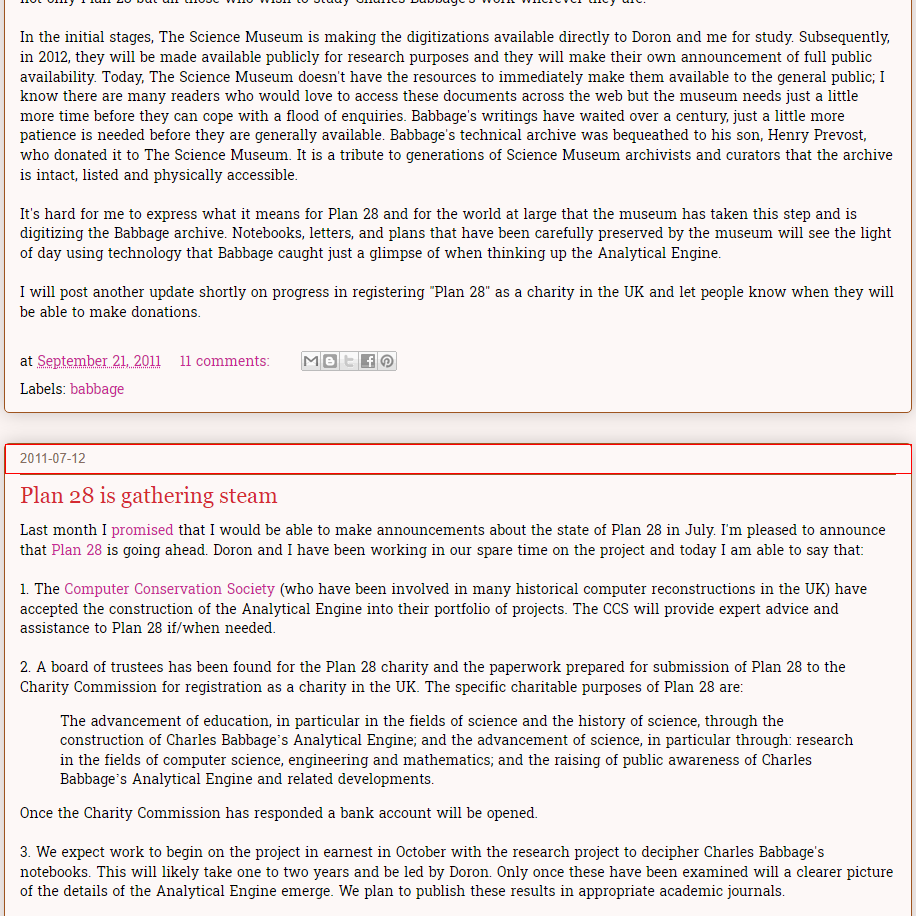 not only Plan 28 but all those who wish to study Charles Babbage's work wherever they are.
In the initial stages, The Science Museum is making the digitizations available directly to Doron and me for study. Subsequently,
in 2012, they will be made available publicly for research purposes and they will make their own announcement of full public
availability. Today, The Science Museum doesn't have the resources to immediately make them available to the general public; I
know there are many readers who would love to access these documents across the web but the museum needs just a little
more time before they can cope with a flood of enquiries. Babbage's writings have waited over a century, just a little more
patience is needed before they are generally available. Babbage's technical archive was bequeathed to his son, Henry Prevost,
who donated it to The Science Museum. It is a tribute to generations of Science Museum archivists and curators that the archive
is intact, listed and physically accessible.
It's hard for me to express what it means for Plan 28 and for the world at large that the museum has taken this step and is
digitizing the Babbage archive. Notebooks, letters, and plans that have been carefully preserved by the museum will see the light
of day using technology that Babbage caught just a glimpse of when thinking up the Analytical Engine.
I will post another update shortly on progress in registering "Plan 28" as a charity in the UK and let people know when they will
be able to make donations.
at September 21, 2011 11 comments:
Labels: babbage
2011-07-12
Plan 28 is gathering steam
Last month I promised that I would be able to make announcements about the state of Plan 28 in July. I'm pleased to announce
that Plan 28 is going ahead. Doron and I have been working in our spare time on the project and today I am able to say that:
1. The Computer Conservation Society (who have been involved in many historical computer reconstructions in the UK) have
accepted the construction of the Analytical Engine into their portfolio of projects. The CCS will provide expert advice and
assistance to Plan 28 if/when needed.
2. A board of trustees has been found for the Plan 28 charity and the paperwork prepared for submission of Plan 28 to the
Charity Commission for registration as a charity in the UK. The specific charitable purposes of Plan 28 are:
The advancement of education, in particular in the fields of science and the history of science, through the
construction of Charles Babbage's Analytical Engine; and the advancement of science, in particular through: research
in the fields of computer science, engineering and mathematics; and the raising of public awareness of Charles
Babbage's Analytical Engine and related developments.
Once the Charity Commission has responded a bank account will be opened.
3. We expect work to begin on the project in earnest in October with the research project to decipher Charles Babbage's
notebooks. This will likely take one to two years and be led by Doron. Only once these have been examined will a clearer picture
of the details of the Analytical Engine emerge. We plan to publish these results in appropriate academic journals.